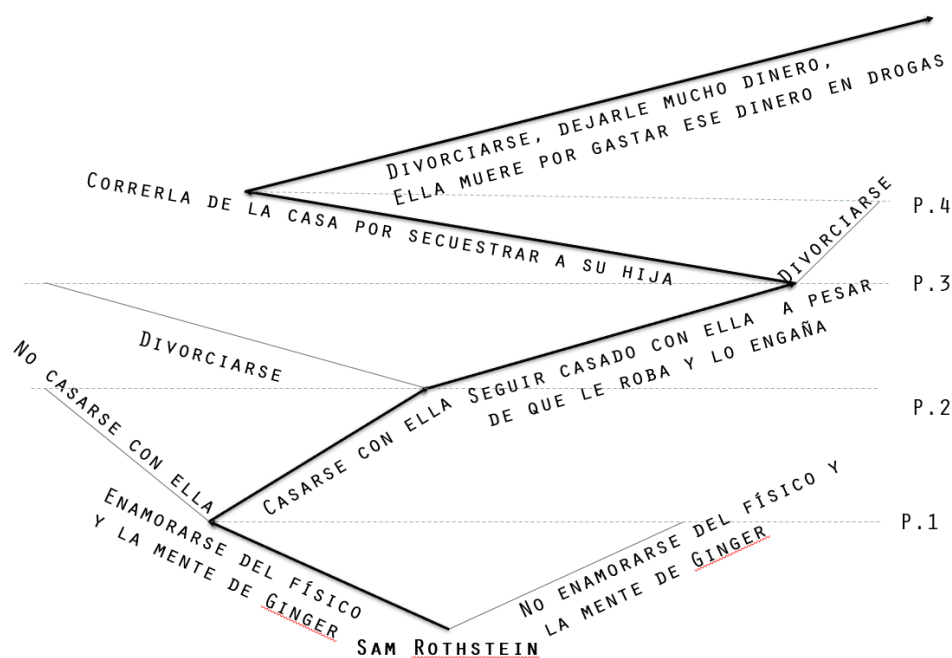 Divorciarse, dejarle mucho dinero,
Ella muere por gastar ese dinero en drogas
Correrla de la casa por secuestrar a su hija
Divorciarse
P.4
P.3
Divorciarse
Seguir casado con ella a pesar
de que le roba y lo engaña
P.2
No casarse con ella
Casarse con ella
P.1
Enamorarse del físico
y la mente de Ginger
No enamorarse del físico y
la mente de Ginger
Sam Rothstein